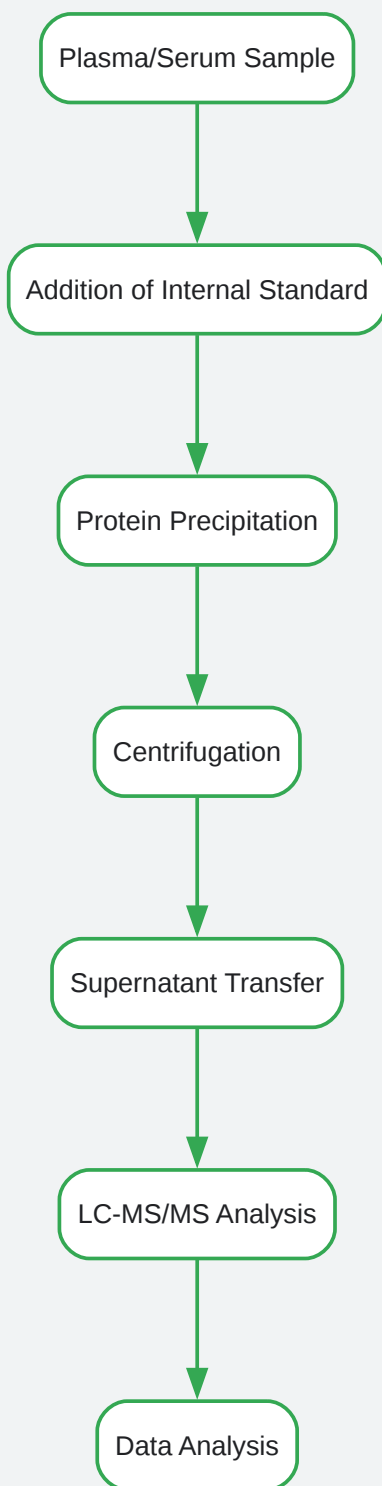 Plasma/Serum Sample
Addition of Internal Standard
Protein Precipitation
Centrifugation
Supernatant Transfer
LC-MS/MS Analysis
Data Analysis